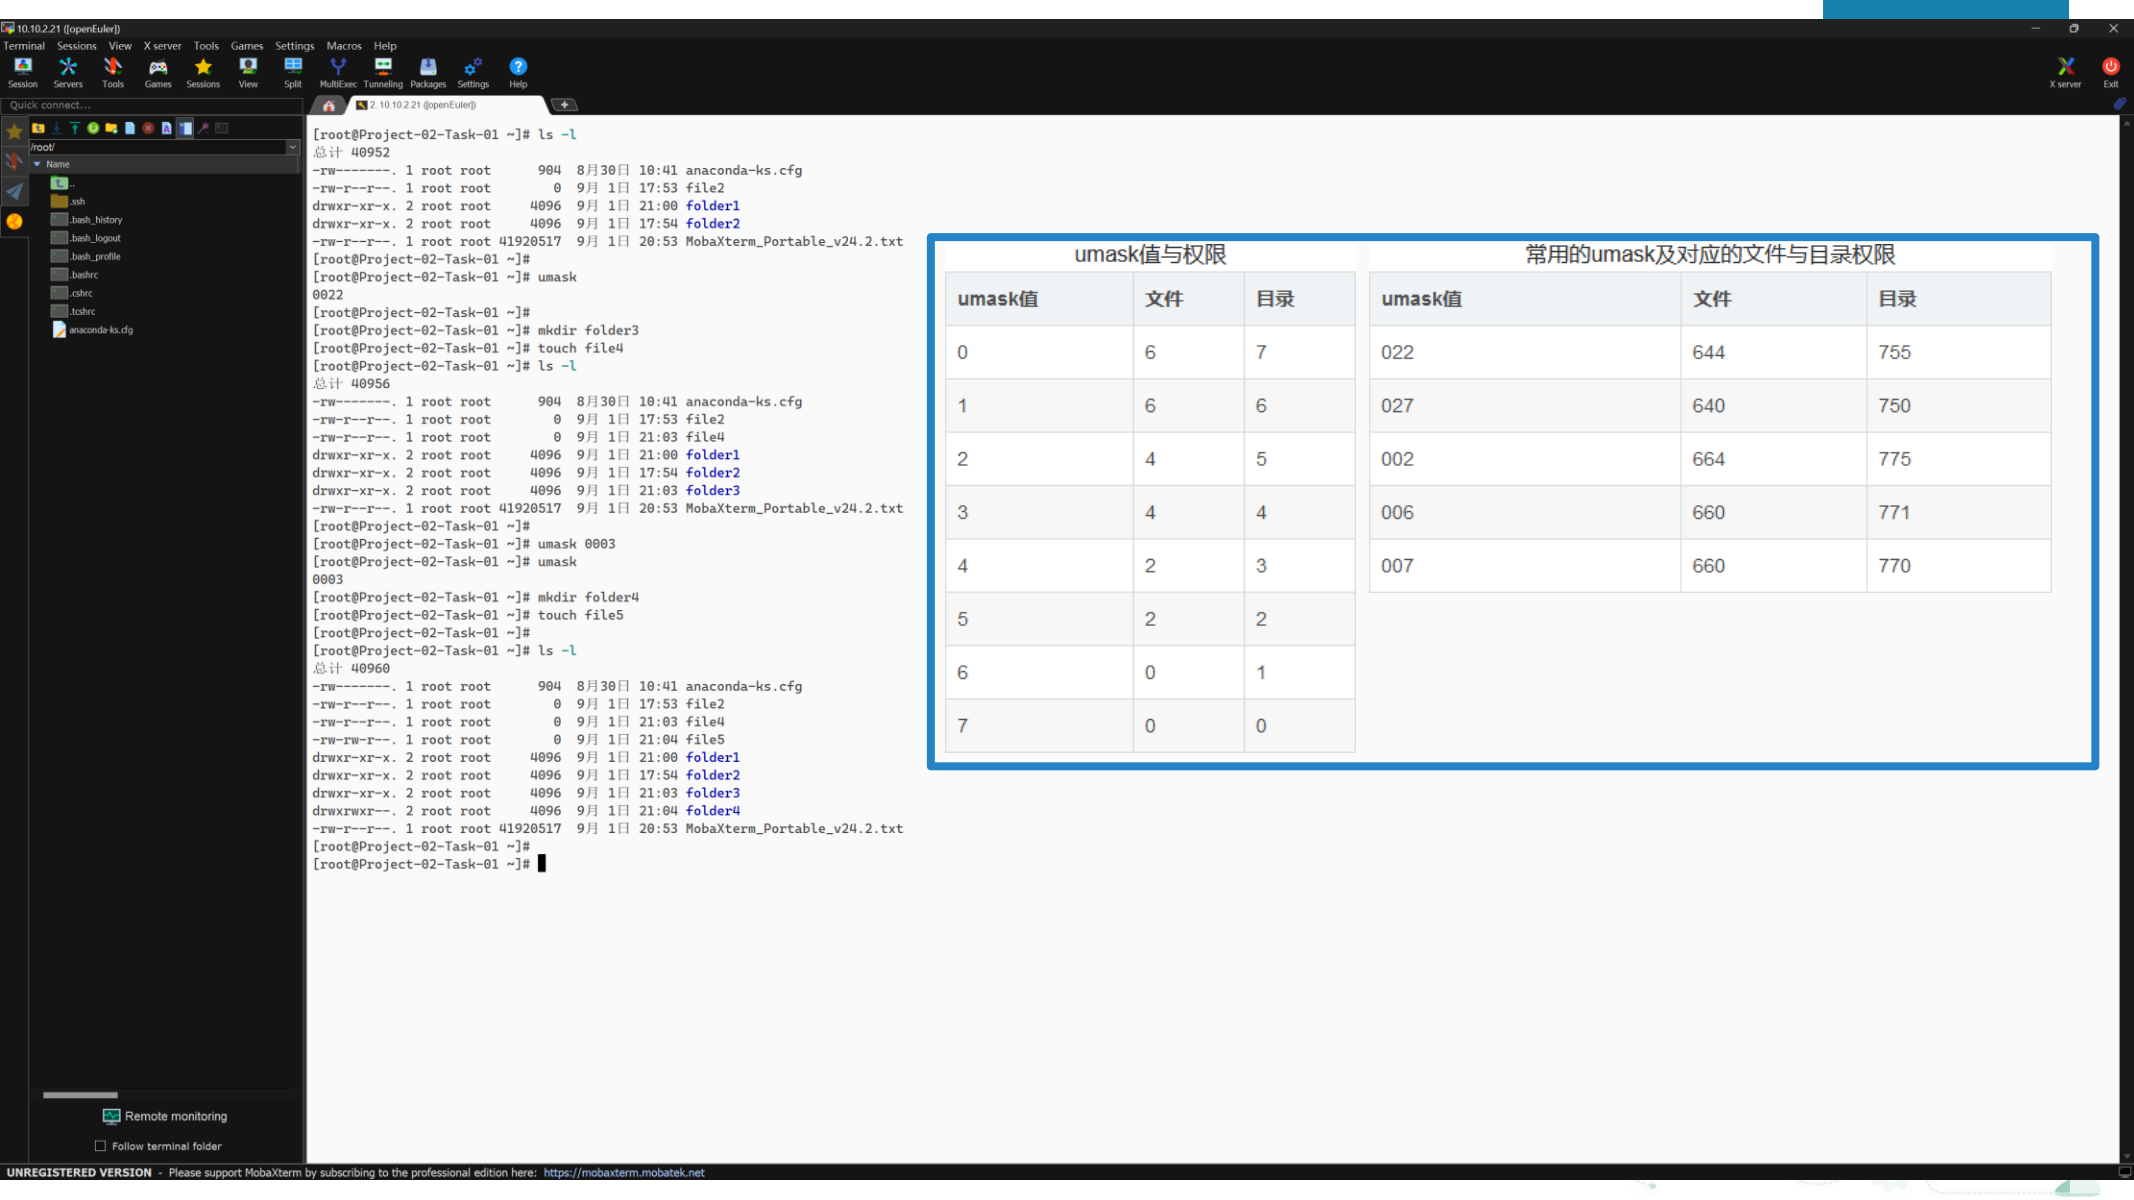 10.10.2.21 ([openEuler])
Terminal Sessions View X server Tools Games Settings Macros Help
Session Servers Tools Games Sessions View Split MultiExec Tunneling Packages Settings Help X server Exit
Quick connect...
2. 10.10.2.21 ([openEuler])
/root/
Name
..
.ssh
.bash_history
.bash_logout
.bash_profile
.bashrc
.cshrc
.tcshrc
anaconda-ks.cfg
Remote monitoring
Follow terminal folder
[root@Project-02-Task-01 ~]# ls -l
总计 40952
-rw-------. 1 root root      904  8月30日 10:41 anaconda-ks.cfg
-rw-r--r--. 1 root root        0  9月 1日 17:53 file2
drwxr-xr-x. 2 root root     4096  9月 1日 21:00 folder1
drwxr-xr-x. 2 root root     4096  9月 1日 17:54 folder2
-rw-r--r--. 1 root root 41920517  9月 1日 20:53 MobaXterm_Portable_v24.2.txt
[root@Project-02-Task-01 ~]#
[root@Project-02-Task-01 ~]# umask
0022
[root@Project-02-Task-01 ~]#
[root@Project-02-Task-01 ~]# mkdir folder3
[root@Project-02-Task-01 ~]# touch file4
[root@Project-02-Task-01 ~]# ls -l
总计 40956
-rw-------. 1 root root      904  8月30日 10:41 anaconda-ks.cfg
-rw-r--r--. 1 root root        0  9月 1日 17:53 file2
-rw-r--r--. 1 root root        0  9月 1日 21:03 file4
drwxr-xr-x. 2 root root     4096  9月 1日 21:00 folder1
drwxr-xr-x. 2 root root     4096  9月 1日 17:54 folder2
drwxr-xr-x. 2 root root     4096  9月 1日 21:03 folder3
-rw-r--r--. 1 root root 41920517  9月 1日 20:53 MobaXterm_Portable_v24.2.txt
[root@Project-02-Task-01 ~]#
[root@Project-02-Task-01 ~]# umask 0003
[root@Project-02-Task-01 ~]# umask
0003
[root@Project-02-Task-01 ~]# mkdir folder4
[root@Project-02-Task-01 ~]# touch file5
[root@Project-02-Task-01 ~]#
[root@Project-02-Task-01 ~]# ls -l
总计 40960
-rw-------. 1 root root      904  8月30日 10:41 anaconda-ks.cfg
-rw-r--r--. 1 root root        0  9月 1日 17:53 file2
-rw-r--r--. 1 root root        0  9月 1日 21:03 file4
-rw-rw-r--. 1 root root        0  9月 1日 21:04 file5
drwxr-xr-x. 2 root root     4096  9月 1日 21:00 folder1
drwxr-xr-x. 2 root root     4096  9月 1日 17:54 folder2
drwxr-xr-x. 2 root root     4096  9月 1日 21:03 folder3
drwxrwxr--. 2 root root     4096  9月 1日 21:04 folder4
-rw-r--r--. 1 root root 41920517  9月 1日 20:53 MobaXterm_Portable_v24.2.txt
[root@Project-02-Task-01 ~]#
[root@Project-02-Task-01 ~]#
umask值与权限
umask值 文件 目录
0 6 7
1 6 6
2 4 5
3 4 4
4 2 3
5 2 2
6 0 1
7 0 0
常用的umask及对应的文件与目录权限
umask值 文件 目录
022 644 755
027 640 750
002 664 775
006 660 771
007 660 770
UNREGISTERED VERSION - Please support MobaXterm by subscribing to the professional edition here: https://mobaxterm.mobatek.net